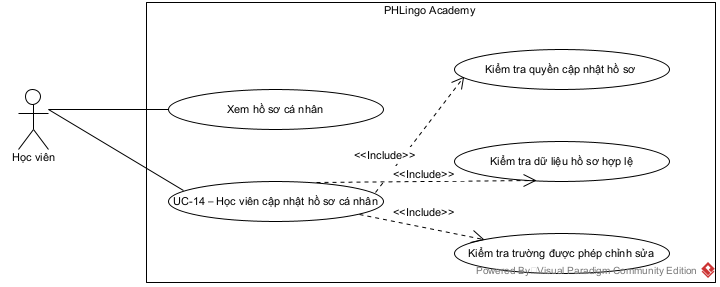 PHLingo Academy
Kiểm tra quyền cập nhật hồ sơ
Xem hồ sơ cá nhân
Học viên
<<Include>>
Kiểm tra dữ liệu hồ sơ hợp lệ
<<Include>>
UC-14 – Học viên cập nhật hồ sơ cá nhân
<<Include>>
Kiểm tra trường được phép chỉnh sửa
Powered By: Visual Paradigm Community Edition